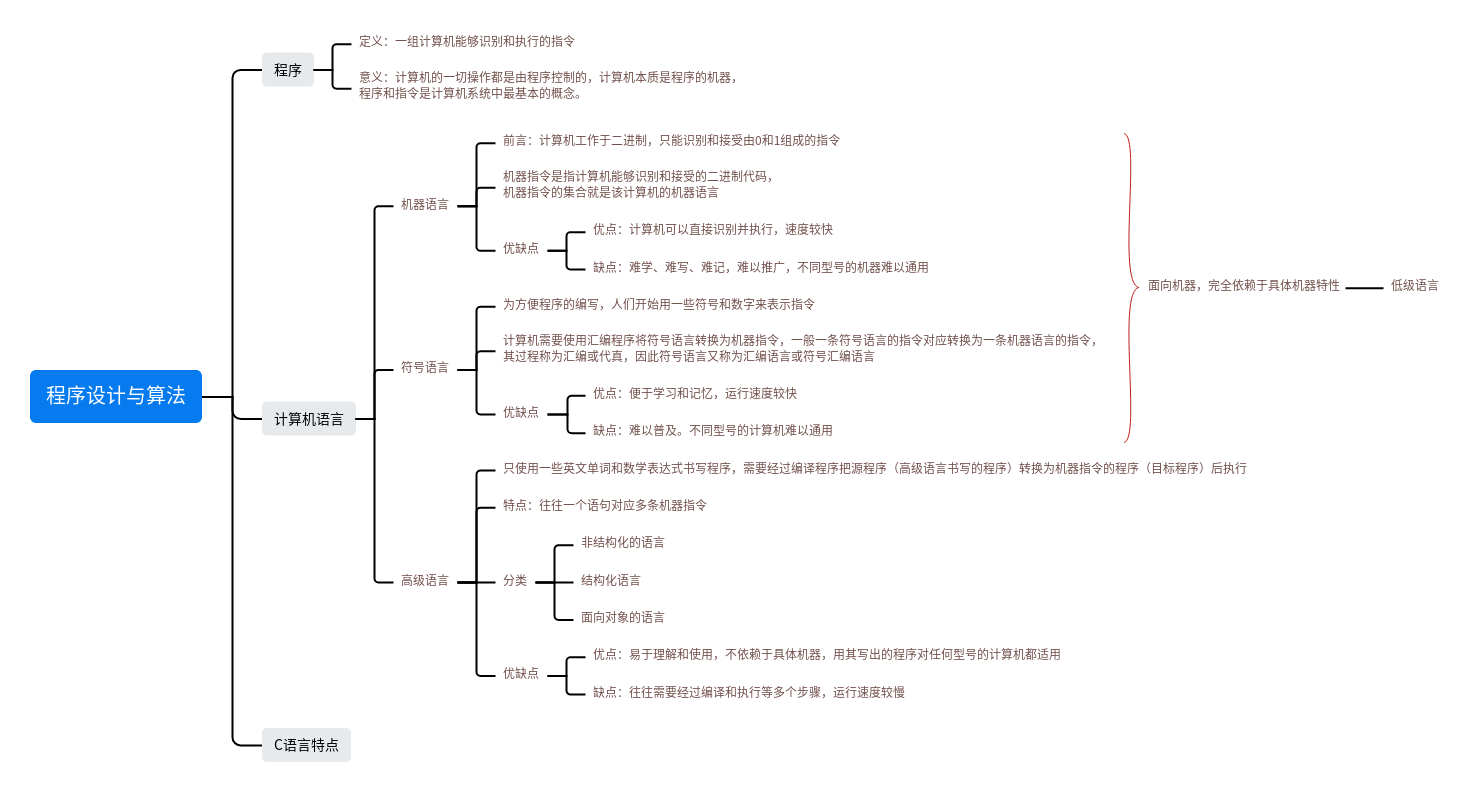 程序设计与算法
程序
定义：一组计算机能够识别和执行的指令
意义：计算机的一切操作都是由程序控制的，计算机本质是程序的机器，
程序和指令是计算机系统中最基本的概念。
计算机语言
机器语言
前言：计算机工作于二进制，只能识别和接受由0和1组成的指令
机器指令是指计算机能够识别和接受的二进制代码，
机器指令的集合就是该计算机的机器语言
优缺点
优点：计算机可以直接识别并执行，速度较快
缺点：难学、难写、难记，难以推广，不同型号的机器难以通用
符号语言
为方便程序的编写，人们开始用一些符号和数字来表示指令
计算机需要使用汇编程序将符号语言转换为机器指令，一般一条符号语言的指令对应转换为一条机器语言的指令，
其过程称为汇编或代真，因此符号语言又称为汇编语言或符号汇编语言
优缺点
优点：便于学习和记忆，运行速度较快
缺点：难以普及。不同型号的计算机难以通用
面向机器，完全依赖于具体机器特性
低级语言
高级语言
只使用一些英文单词和数学表达式书写程序，需要经过编译程序把源程序（高级语言书写的程序）转换为机器指令的程序（目标程序）后执行
特点：往往一个语句对应多条机器指令
分类
非结构化的语言
结构化语言
面向对象的语言
优缺点
优点：易于理解和使用，不依赖于具体机器，用其写出的程序对任何型号的计算机都适用
缺点：往往需要经过编译和执行等多个步骤，运行速度较慢
C语言特点